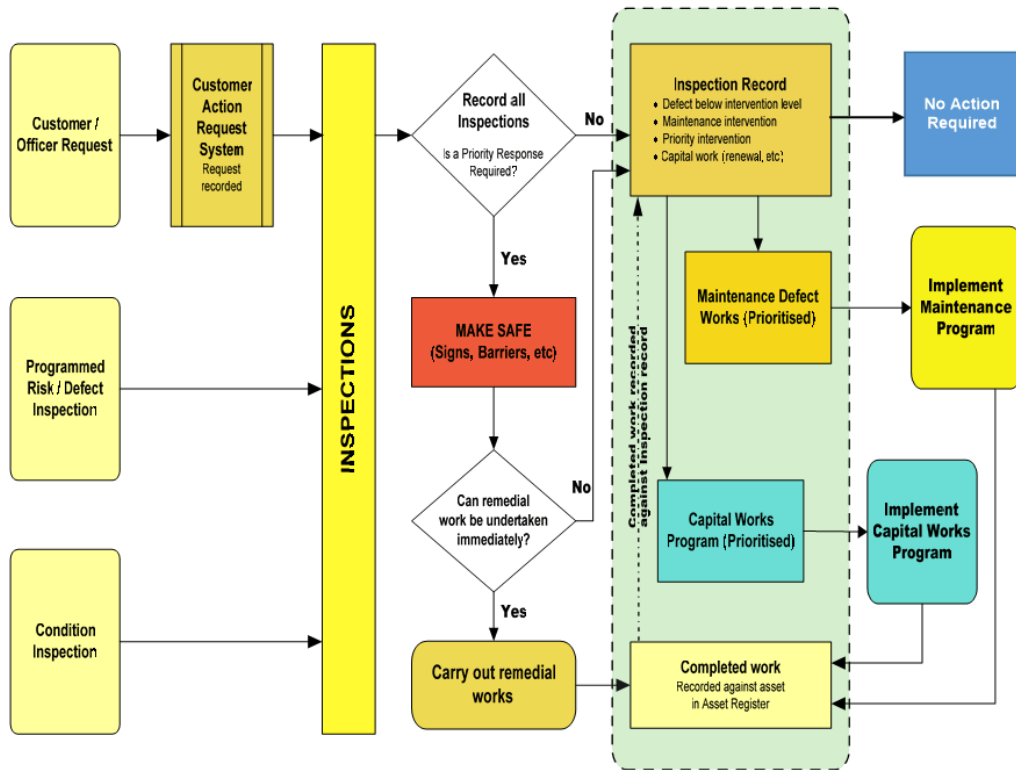 Customer /
Officer Request
Customer
Action
Request
System
Request
recorded
INSPECTIONS
Record all
Inspections
Is a Priority Response
Required?
No
Inspection Record
• Defect below intervention level
• Maintenance intervention
• Priority intervention
• Capital work (renewal, etc)
No Action
Required
Yes
Programmed
Risk / Defect
Inspection
MAKE SAFE
(Signs, Barriers, etc)
Maintenance Defect
Works (Prioritised)
Implement
Maintenance
Program
Completed work recorded
against Inspection record
Can remedial
work be undertaken
immediately?
No
Capital Works
Program (Prioritised)
Implement
Capital Works
Program
Condition
Inspection
Yes
Carry out remedial
works
Completed work
Recorded against asset
in Asset Register